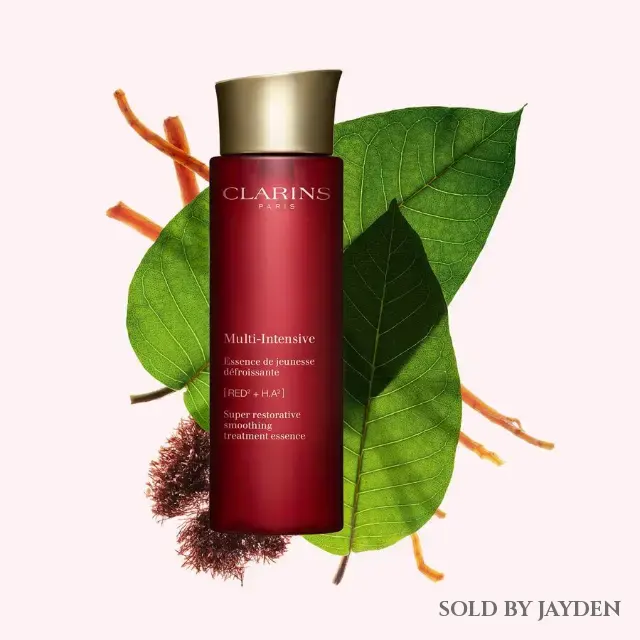 CLARINS
PARIS
Multi-Intensive
Essence de jeunesse
défroissante
[RED² + H.A²]
Super restorative
smoothing
treatment essence
SOLD BY JAYDEN